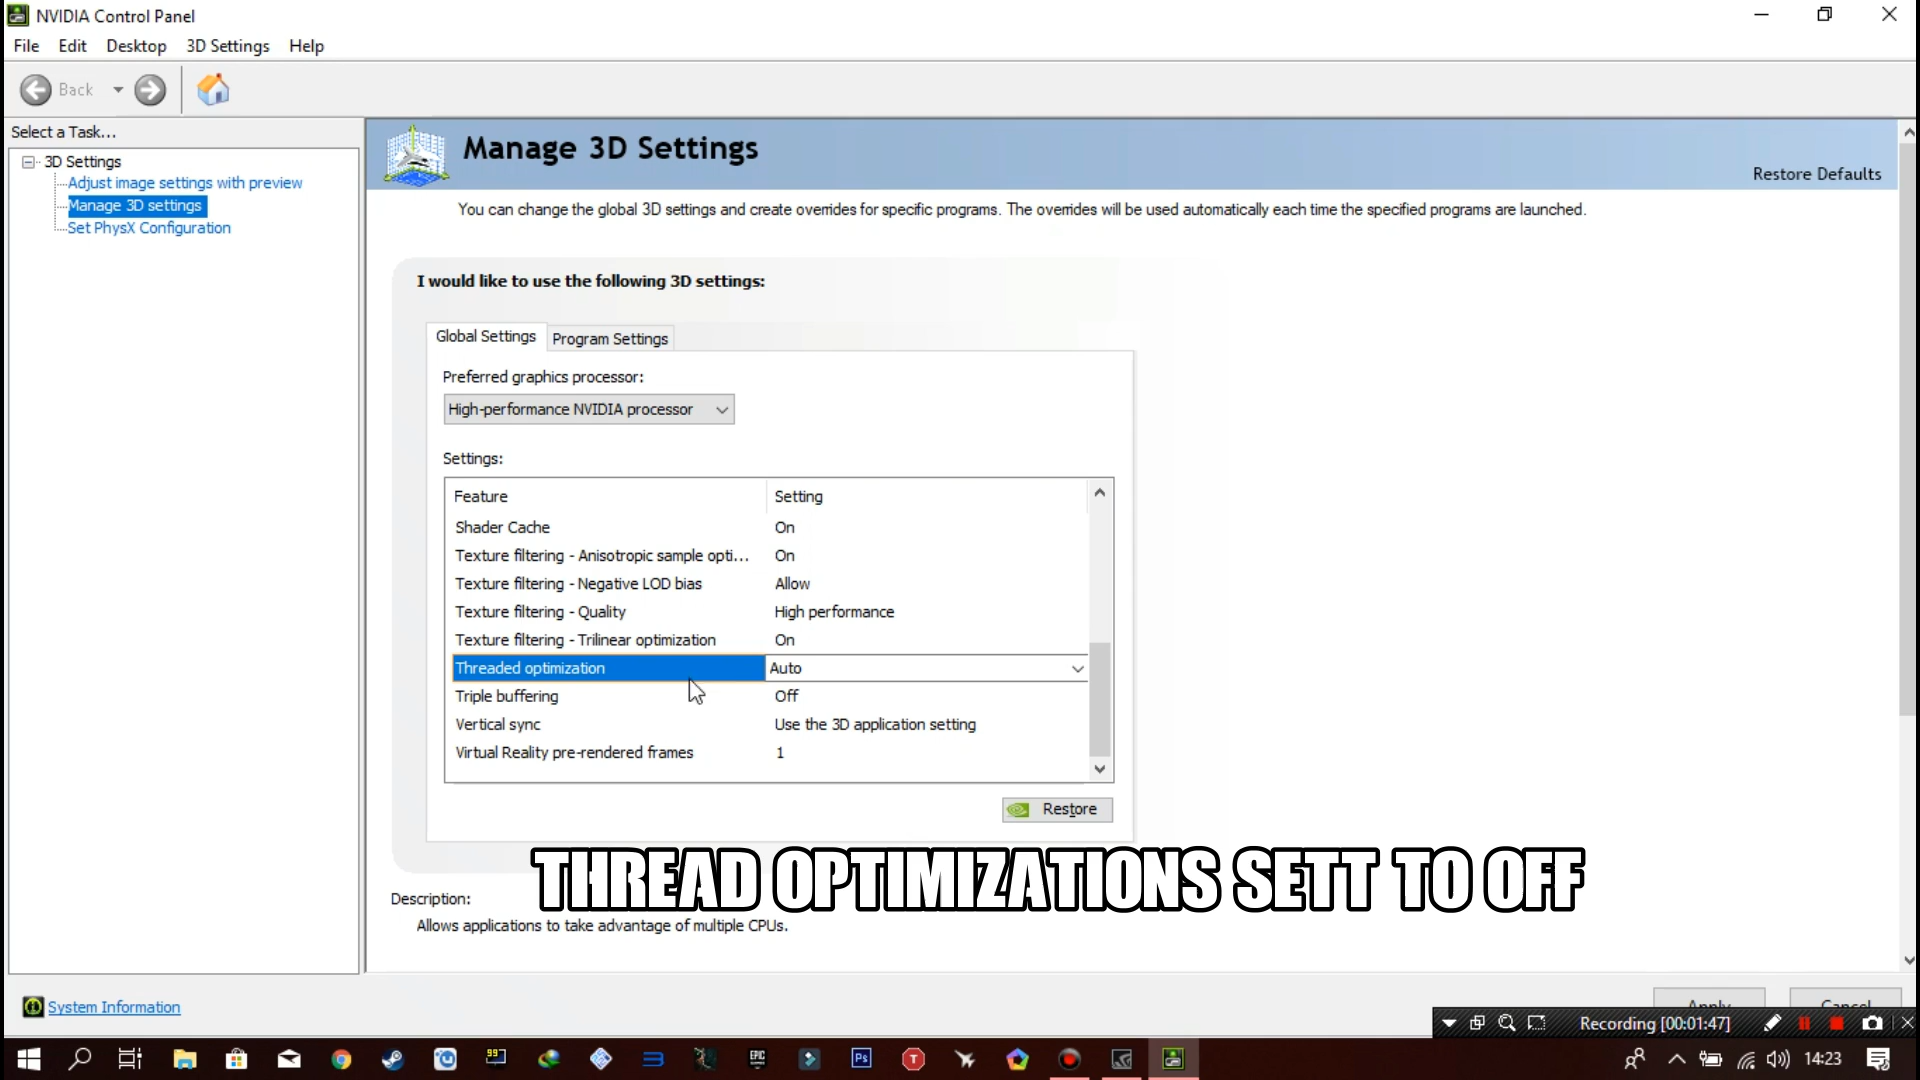 NVIDIA Control Panel
File Edit Desktop 3D Settings Help
Back
Select a Task...
3D Settings
Adjust image settings with preview
Manage 3D settings
Set PhysX Configuration
Manage 3D Settings
Restore Defaults
You can change the global 3D settings and create overrides for specific programs. The overrides will be used automatically each time the specified programs are launched.
I would like to use the following 3D settings:
Global Settings Program Settings
Preferred graphics processor:
High-performance NVIDIA processor
Settings:
Feature Setting
Shader Cache On
Texture filtering - Anisotropic sample opti... On
Texture filtering - Negative LOD bias Allow
Texture filtering - Quality High performance
Texture filtering - Trilinear optimization On
Threaded optimization Auto
Triple buffering Off
Vertical sync Use the 3D application setting
Virtual Reality pre-rendered frames 1
Restore
THREAD OPTIMIZATIONS SETT TO OFF
Description:
Allows applications to take advantage of multiple CPUs.
System Information
Apply Cancel
Recording [00:01:47]
99
EPIC
Ps
T
14:23